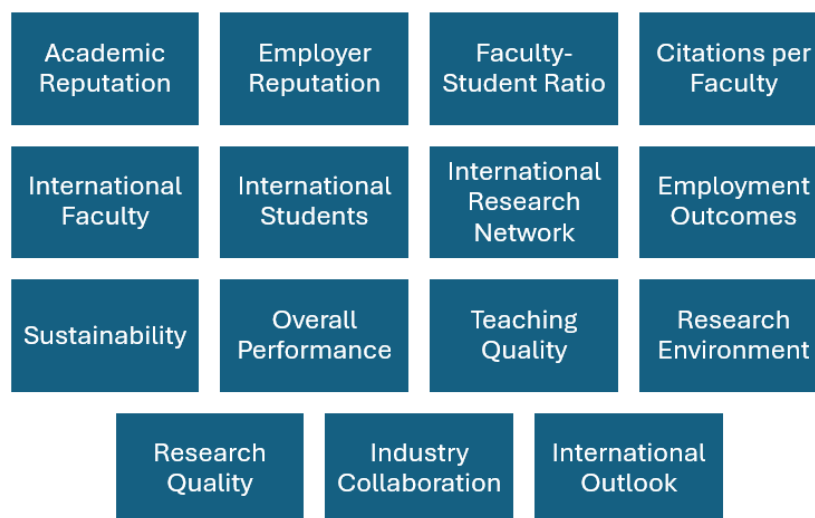 Academic
Reputation
Employer
Reputation
Faculty-
Student Ratio
Citations per
Faculty
International
Faculty
International
Students
International
Research
Network
Employment
Outcomes
Sustainability
Overall
Performance
Teaching
Quality
Research
Environment
Research
Quality
Industry
Collaboration
International
Outlook